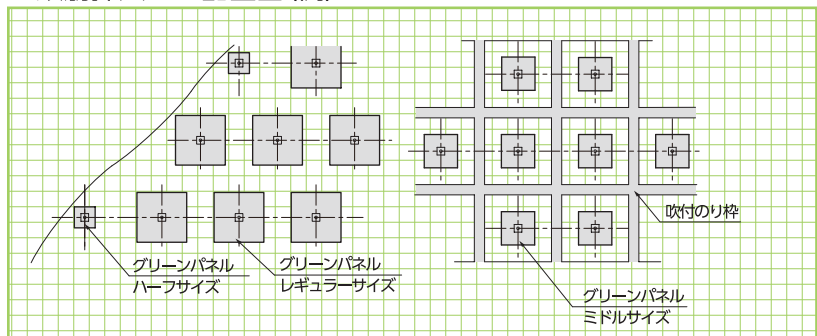 グリーンパネル
ハーフサイズ
グリーンパネル
レギュラーサイズ
吹付のり枠
グリーンパネル
ミドルサイズ